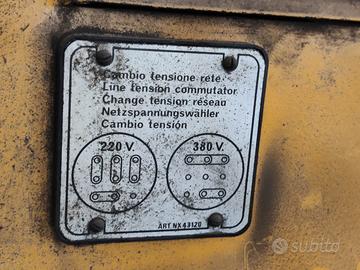 Cambio tensione rete
Line tension commutator
Change tension réseau
Netzspannungswähler
Cambio tensión
220 V. 380 V.
ART. NX 43120
subito